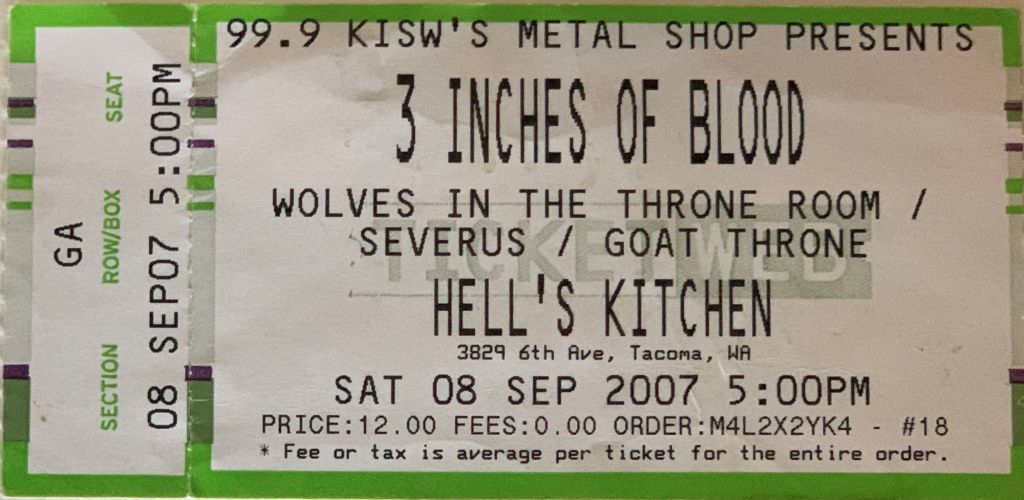 GA
SECTION ROW/BOX SEAT
08 SEP07 5:00PM
99.9 KISW'S METAL SHOP PRESENTS
3 INCHES OF BLOOD
WOLVES IN THE THRONE ROOM /
SEVERUS / GOAT THRONE
TICKETWEB
HELL'S KITCHEN
3829 6th Ave, Tacoma, WA
SAT 08 SEP 2007 5:00PM
PRICE:12.00 FEES:0.00 ORDER:M4L2X2YK4 - #18
* Fee or tax is average per ticket for the entire order.